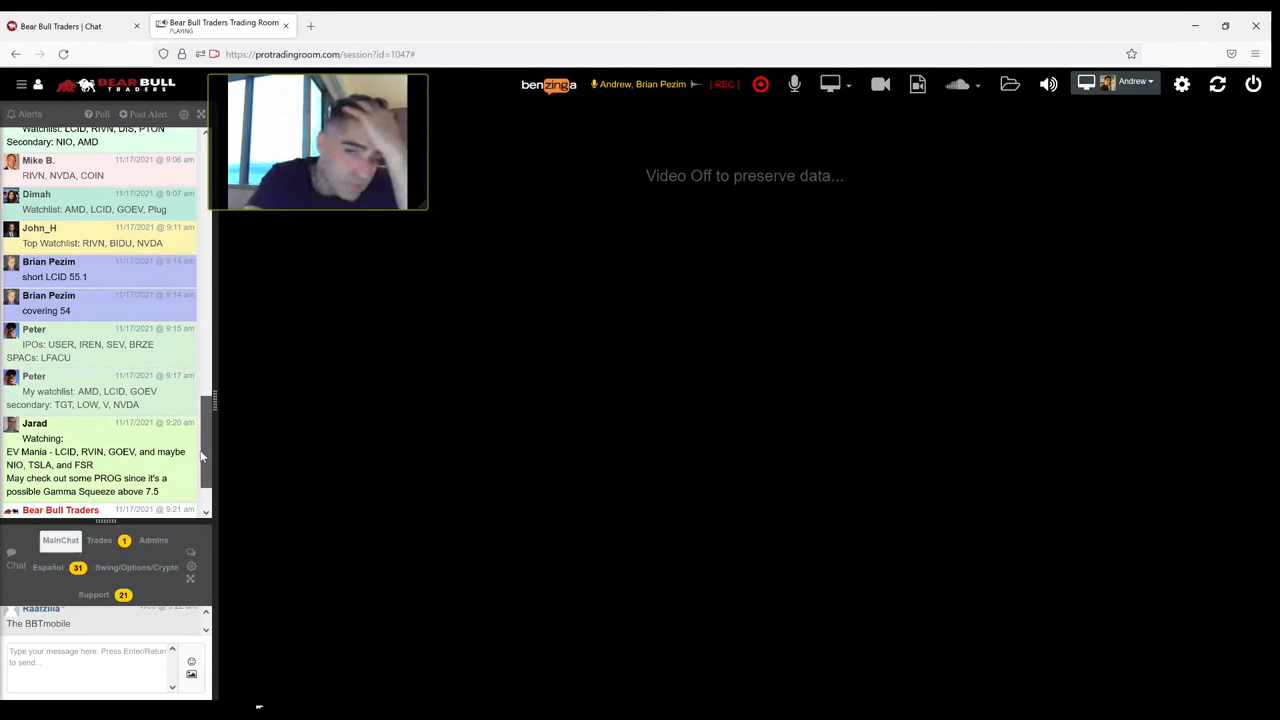 Bear Bull Traders | Chat
Bear Bull Traders Trading Room
PLAYING
https://protradingroom.com/session?id=1047#
BEAR BULL
TRADERS
benzinga
Andrew, Brian Pezim
[ REC ]
Andrew
Alerts
Poll
Post Alert
Watchlist: LCID, RIVN, DIS, PTON
Secondary: NIO, AMD
Mike B.
11/17/2021 @ 9:06 am
RIVN, NVDA, COIN
Dimah
11/17/2021 @ 9:07 am
Watchlist: AMD, LCID, GOEV, Plug
John_H
11/17/2021 @ 9:11 am
Top Watchlist: RIVN, BIDU, NVDA
Brian Pezim
11/17/2021 @ 9:14 am
short LCID 55.1
Brian Pezim
11/17/2021 @ 9:14 am
covering 54
Peter
11/17/2021 @ 9:15 am
IPOs: USER, IREN, SEV, BRZE
SPACs: LFACU
Peter
11/17/2021 @ 9:17 am
My watchlist: AMD, LCID, GOEV
secondary: TGT, LOW, V, NVDA
Jarad
11/17/2021 @ 9:20 am
Watching:
EV Mania - LCID, RVIN, GOEV, and maybe
NIO, TSLA, and FSR
May check out some PROG since it's a
possible Gamma Squeeze above 7.5
Bear Bull Traders
11/17/2021 @ 9:21 am
Video Off to preserve data...
MainChat
Trades 1
Admins
Chat
Español 31
Swing/Options/Crypto
Support 21
Raafzilla
The BBTmobile
Type your message here. Press Enter/Return
to send...